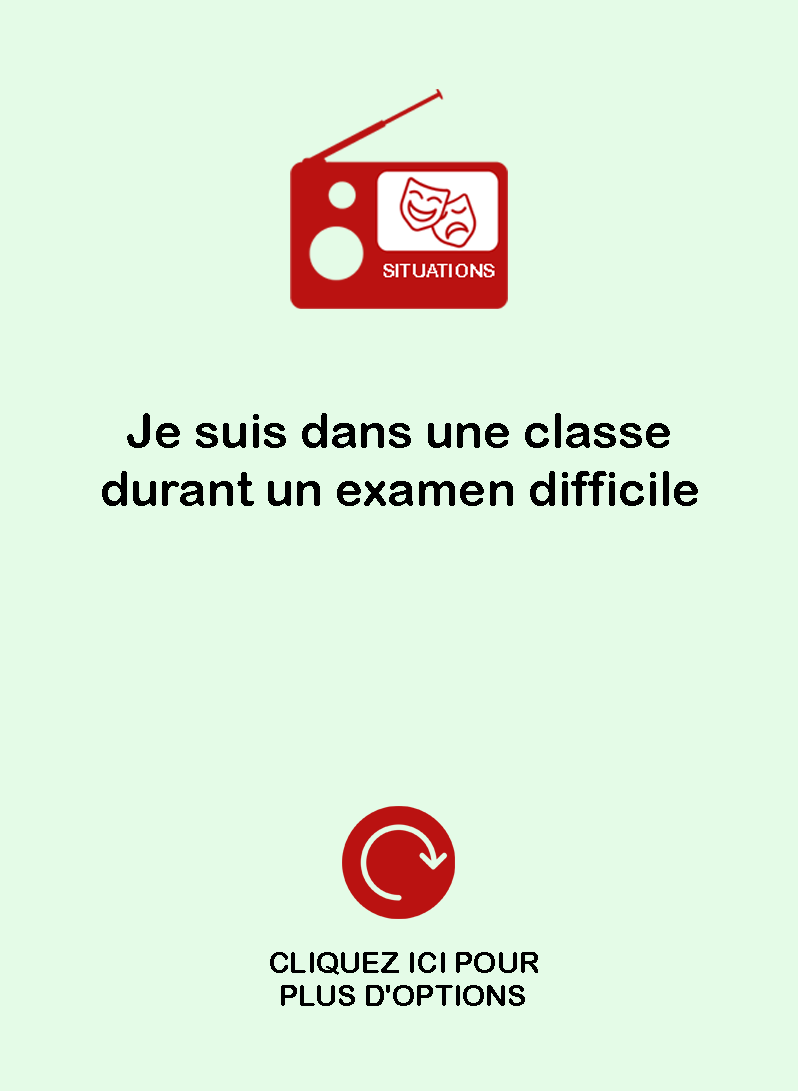 SITUATIONS
Je suis dans une classe
durant un examen difficile
CLIQUEZ ICI POUR
PLUS D'OPTIONS